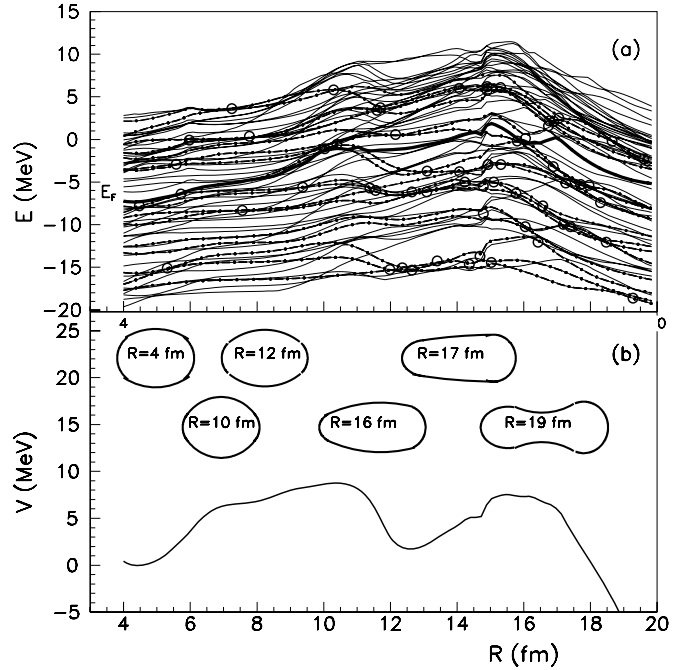 15
(a)
10
5
0
E (MeV)
E_F
−5
−10
−15
−20
4
0
25
(b)
R=4 fm
R=12 fm
R=17 fm
20
15
R=10 fm
R=16 fm
R=19 fm
V (MeV)
10
5
0
−5
4 6 8 10 12 14 16 18 20
R (fm)